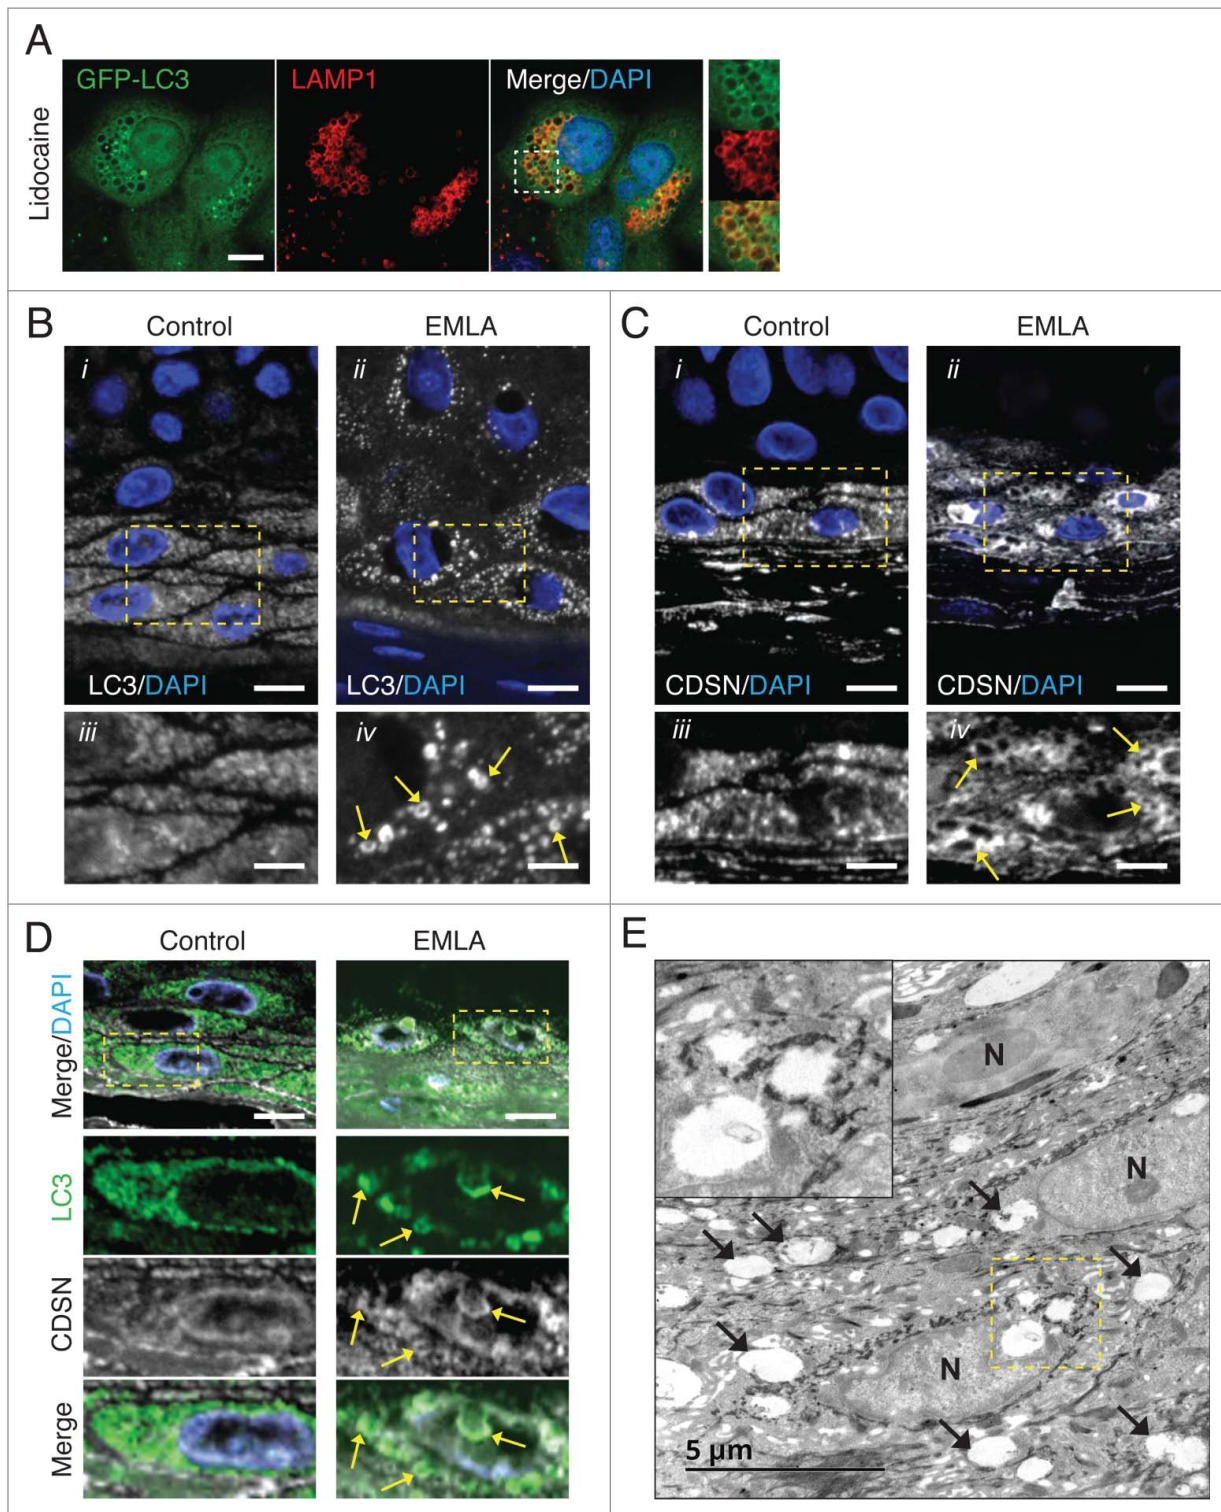 A
GFP-LC3
LAMP1
Merge/DAPI
Lidocaine
B
Control
EMLA
i
ii
LC3/DAPI
LC3/DAPI
iii
iv
C
Control
EMLA
i
ii
CDSN/DAPI
CDSN/DAPI
iii
iv
D
Control
EMLA
Merge/DAPI
LC3
CDSN
Merge
E
N
N
N
5 µm